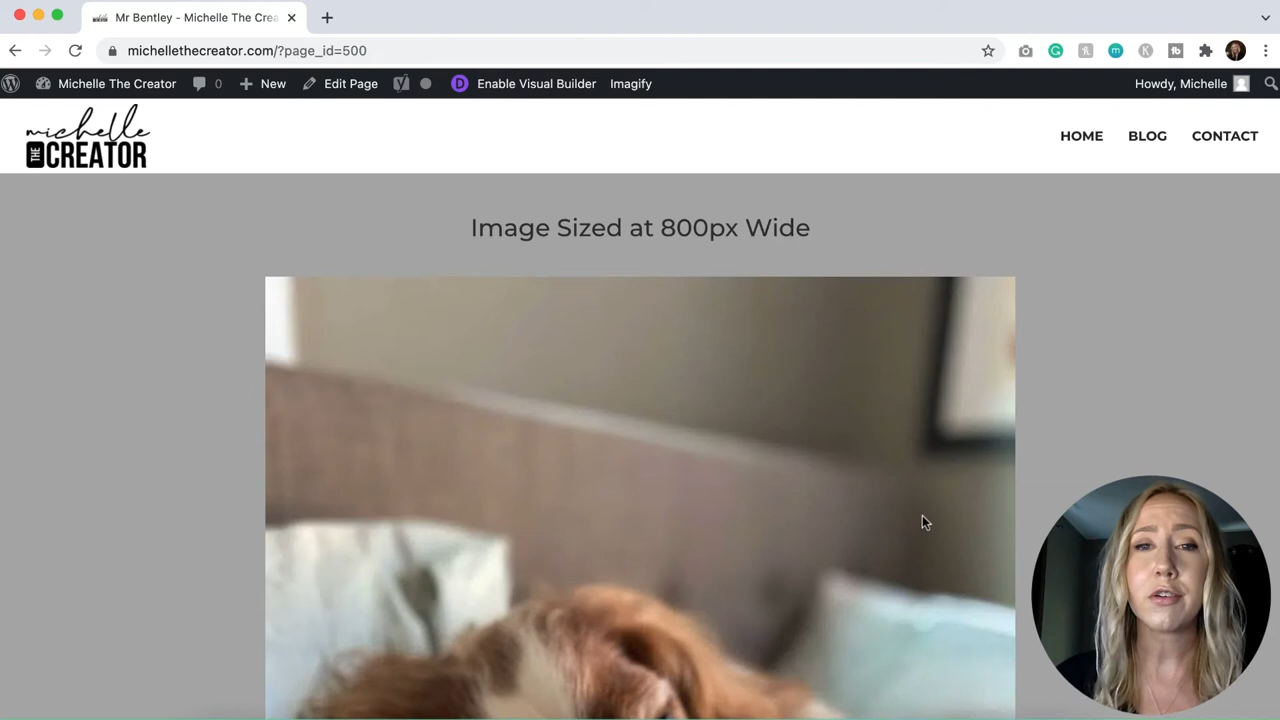 Mr Bentley - Michelle The Crea
michellethecreator.com/?page_id=500
Michelle The Creator 0 New Edit Page Enable Visual Builder Imagify Howdy, Michelle
michelle
THE CREATOR
HOME BLOG CONTACT
Image Sized at 800px Wide